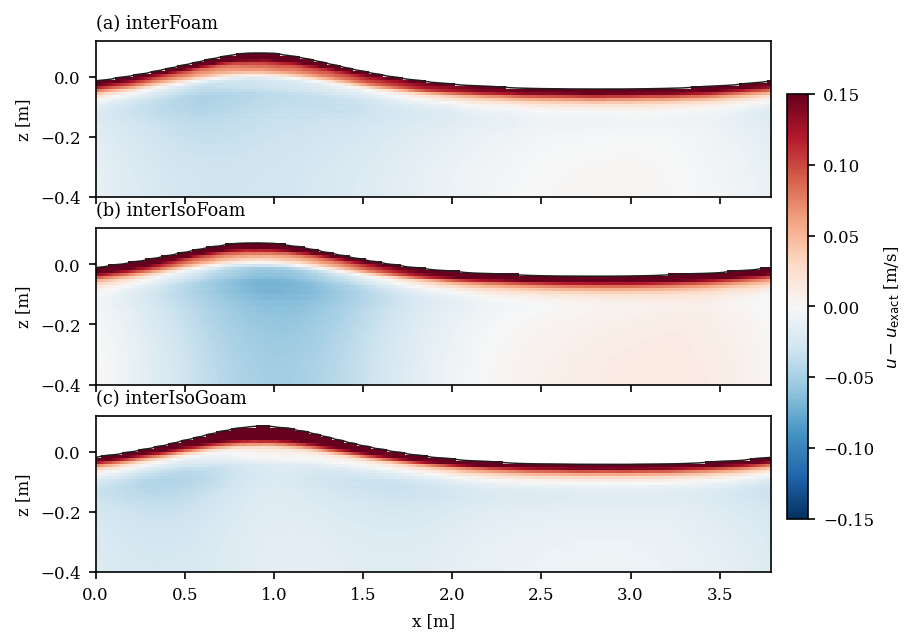 (a) interFoam
0.0
−0.2
−0.4
z [m]
(b) interIsoFoam
0.0
−0.2
−0.4
z [m]
(c) interIsoGoam
0.0
−0.2
−0.4
z [m]
0.0 0.5 1.0 1.5 2.0 2.5 3.0 3.5
x [m]
0.15
0.10
0.05
0.00
−0.05
−0.10
−0.15
u − u_exact [m/s]